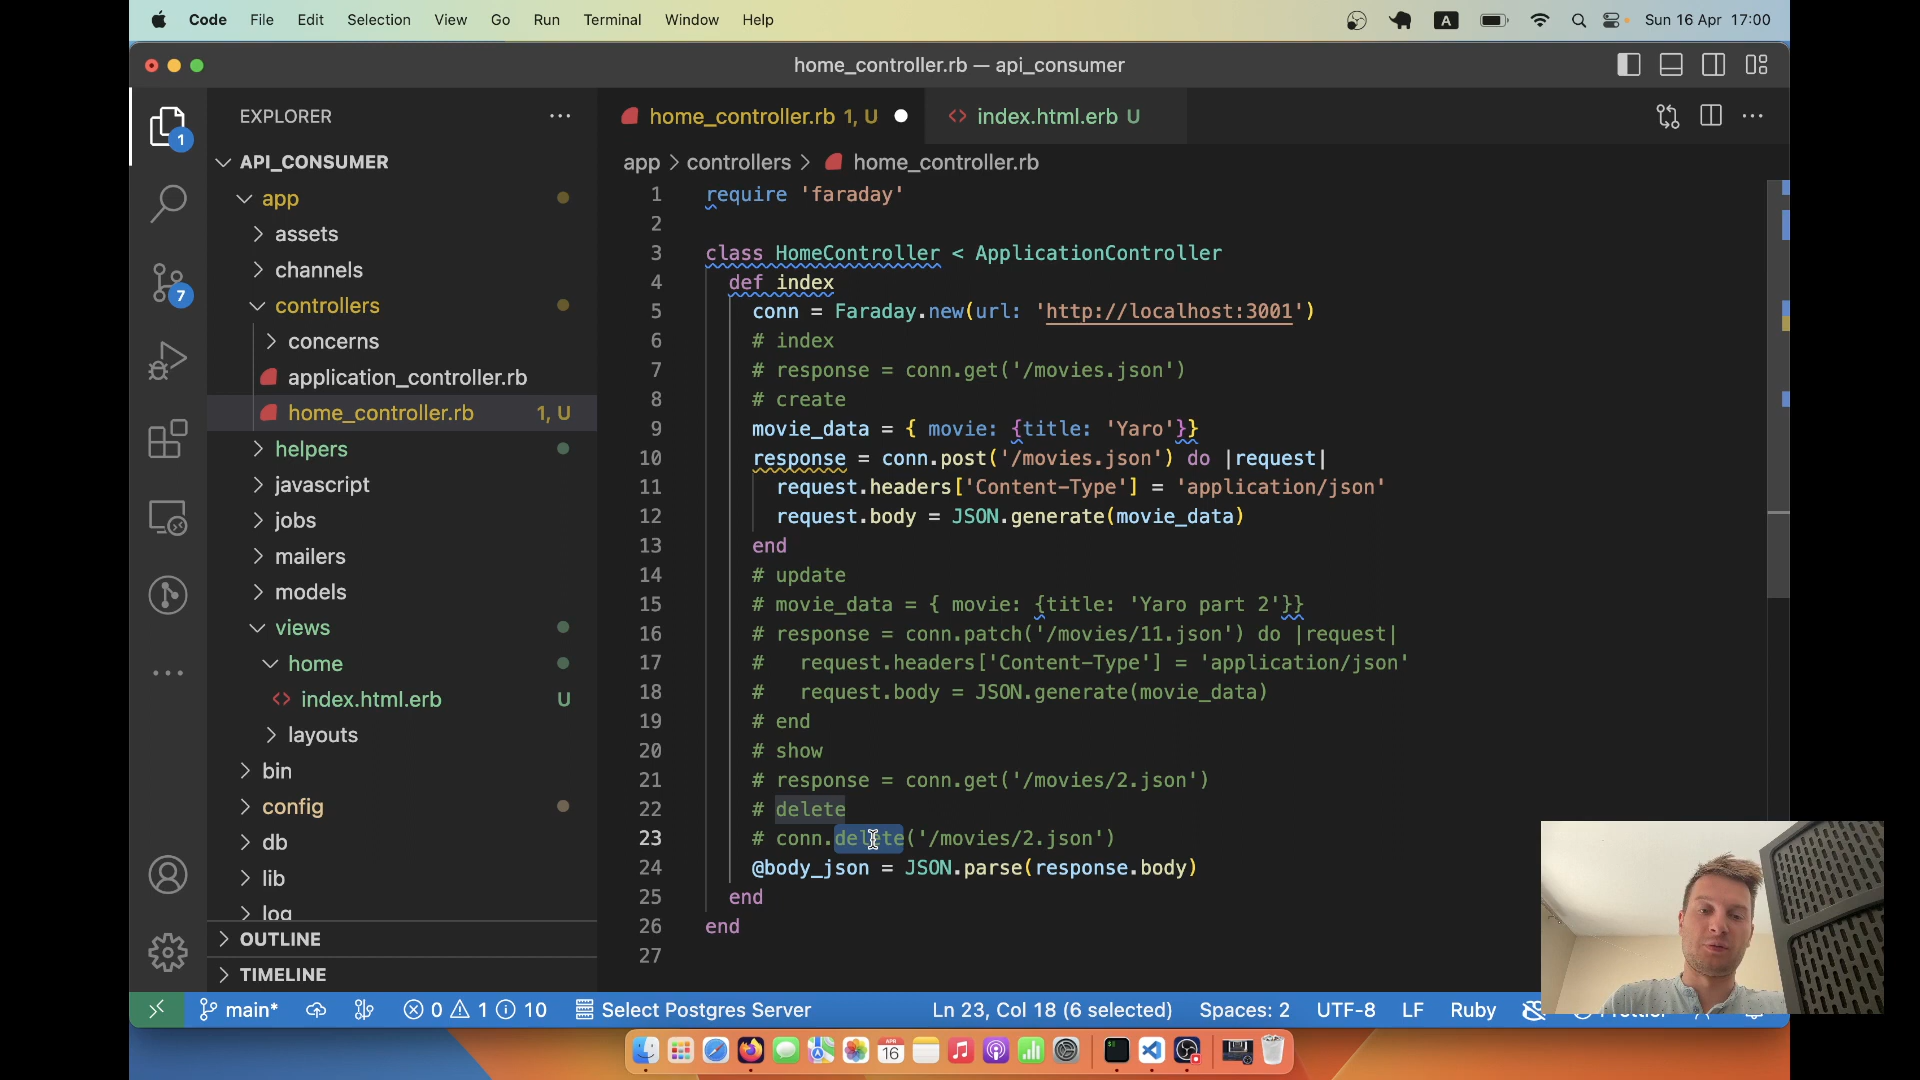 Code File Edit Selection View Go Run Terminal Window Help A Sun 16 Apr 17:00
home_controller.rb — api_consumer
EXPLORER
home_controller.rb 1, U
index.html.erb U
API_CONSUMER
app > controllers > home_controller.rb
app
assets
channels
controllers
concerns
application_controller.rb
home_controller.rb 1, U
helpers
javascript
jobs
mailers
models
views
home
index.html.erb U
layouts
bin
config
db
lib
log
OUTLINE
TIMELINE
1
7
1 require 'faraday'
2
3 class HomeController < ApplicationController
4 def index
5 conn = Faraday.new(url: 'http://localhost:3001')
6 # index
7 # response = conn.get('/movies.json')
8 # create
9 movie_data = { movie: {title: 'Yaro'}}
10 response = conn.post('/movies.json') do |request|
11 request.headers['Content-Type'] = 'application/json'
12 request.body = JSON.generate(movie_data)
13 end
14 # update
15 # movie_data = { movie: {title: 'Yaro part 2'}}
16 # response = conn.patch('/movies/11.json') do |request|
17 # request.headers['Content-Type'] = 'application/json'
18 # request.body = JSON.generate(movie_data)
19 # end
20 # show
21 # response = conn.get('/movies/2.json')
22 # delete
23 # conn.delete('/movies/2.json')
24 @body_json = JSON.parse(response.body)
25 end
26 end
27
main* 0 1 10 Select Postgres Server Ln 23, Col 18 (6 selected) Spaces: 2 UTF-8 LF Ruby
APR
16